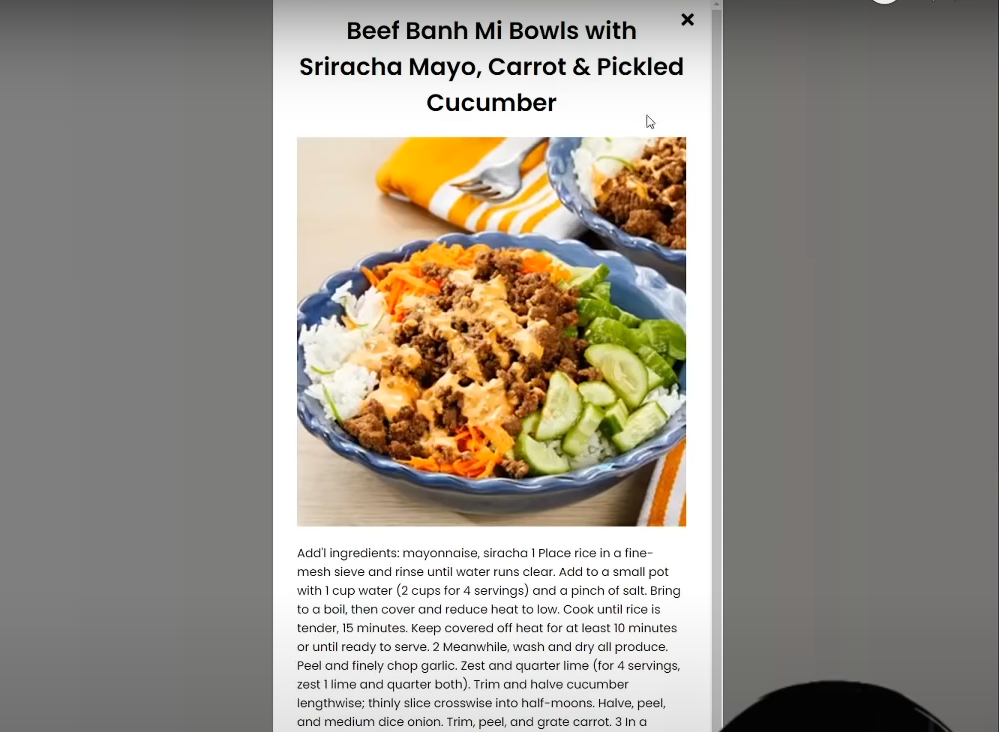 Beef Banh Mi Bowls with
Sriracha Mayo, Carrot & Pickled
Cucumber
Add'l ingredients: mayonnaise, siracha 1 Place rice in a fine-
mesh sieve and rinse until water runs clear. Add to a small pot
with 1 cup water (2 cups for 4 servings) and a pinch of salt. Bring
to a boil, then cover and reduce heat to low. Cook until rice is
tender, 15 minutes. Keep covered off heat for at least 10 minutes
or until ready to serve. 2 Meanwhile, wash and dry all produce.
Peel and finely chop garlic. Zest and quarter lime (for 4 servings,
zest 1 lime and quarter both). Trim and halve cucumber
lengthwise; thinly slice crosswise into half-moons. Halve, peel,
and medium dice onion. Trim, peel, and grate carrot. 3 In a